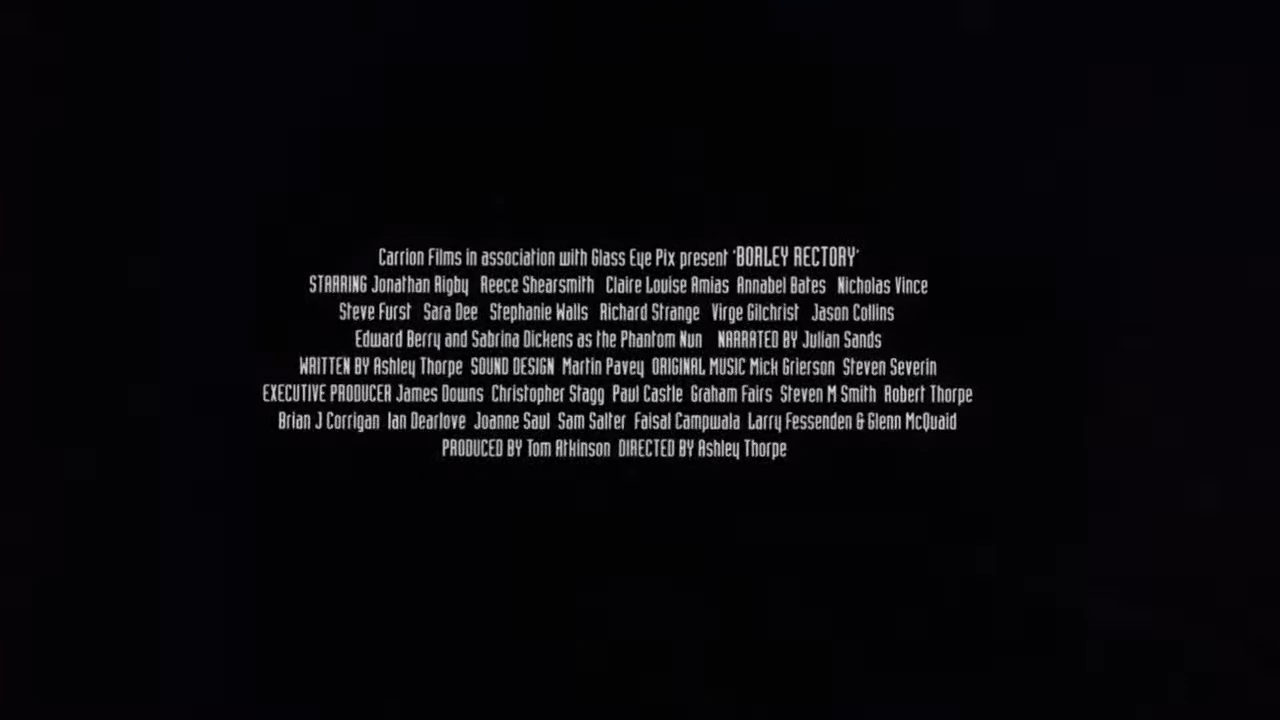 Carrion Films in association with Glass Eye Pix present 'BORLEY RECTORY'
STARRING Jonathan Rigby Reece Shearsmith Claire Louise Amias Annabel Bates Nicholas Vince
Steve Furst Sara Dee Stephanie Walls Richard Strange Virge Gilchrist Jason Collins
Edward Berry and Sabrina Dickens as the Phantom Nun NARRATED BY Julian Sands
WRITTEN BY Ashley Thorpe SOUND DESIGN Martin Pavey ORIGINAL MUSIC Mick Grierson Steven Severin
EXECUTIVE PRODUCER James Downs Christopher Stagg Paul Castle Graham Fairs Steven M Smith Robert Thorpe
Brian J Corrigan Ian Dearlove Joanne Saul Sam Salter Faisal Campwala Larry Fessenden & Glenn McQuaid
PRODUCED BY Tom Atkinson DIRECTED BY Ashley Thorpe